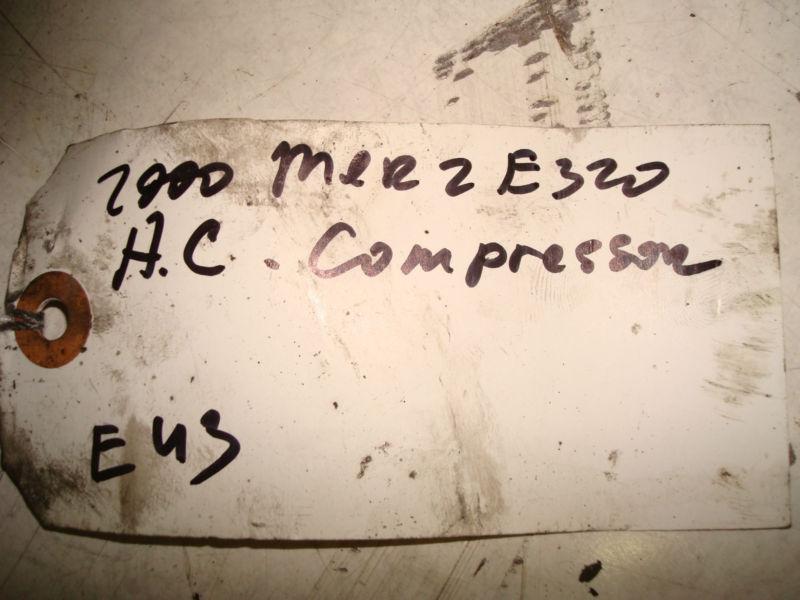 2000 MERZ E320
A.C. Compressor
E43